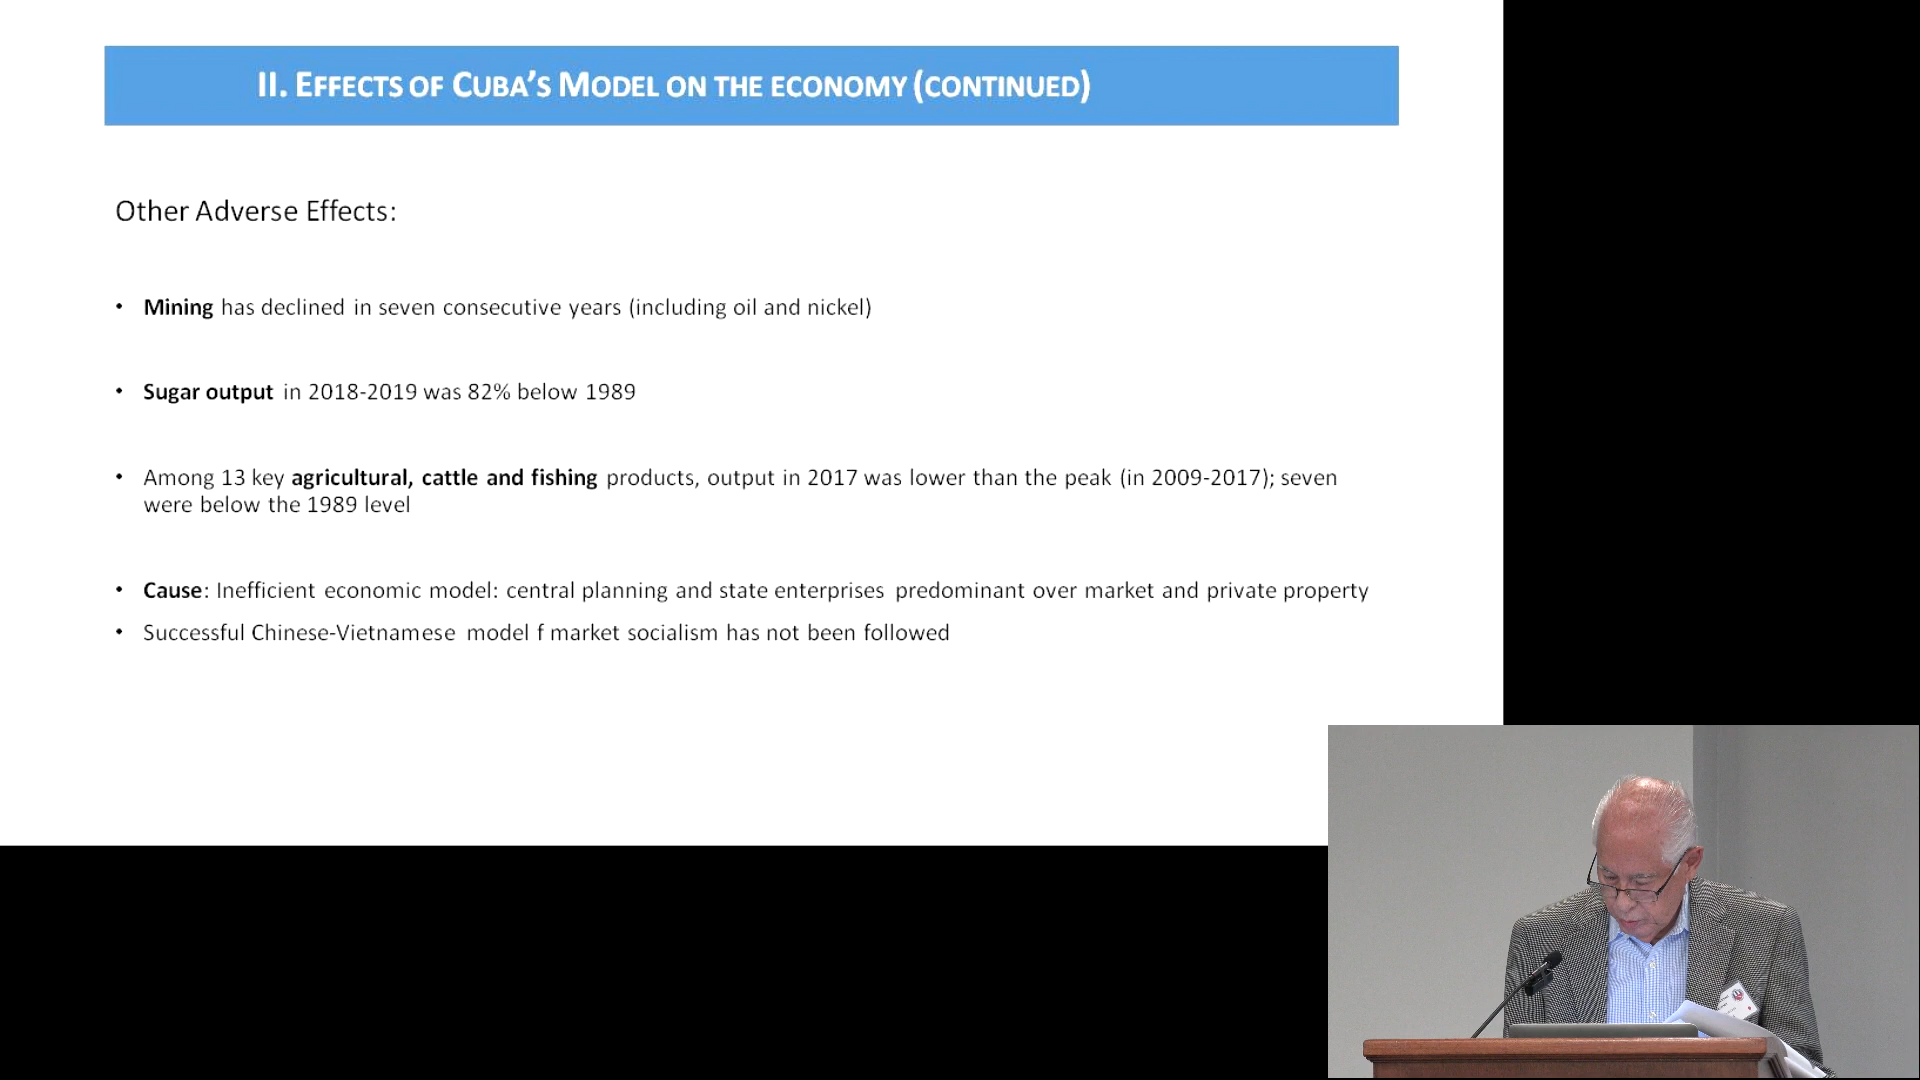 II. Effects of Cuba's Model on the economy (continued)
Other Adverse Effects:
• Mining has declined in seven consecutive years (including oil and nickel)
• Sugar output in 2018-2019 was 82% below 1989
• Among 13 key agricultural, cattle and fishing products, output in 2017 was lower than the peak (in 2009-2017); seven
were below the 1989 level
• Cause: Inefficient economic model: central planning and state enterprises predominant over market and private property
• Successful Chinese-Vietnamese model f market socialism has not been followed